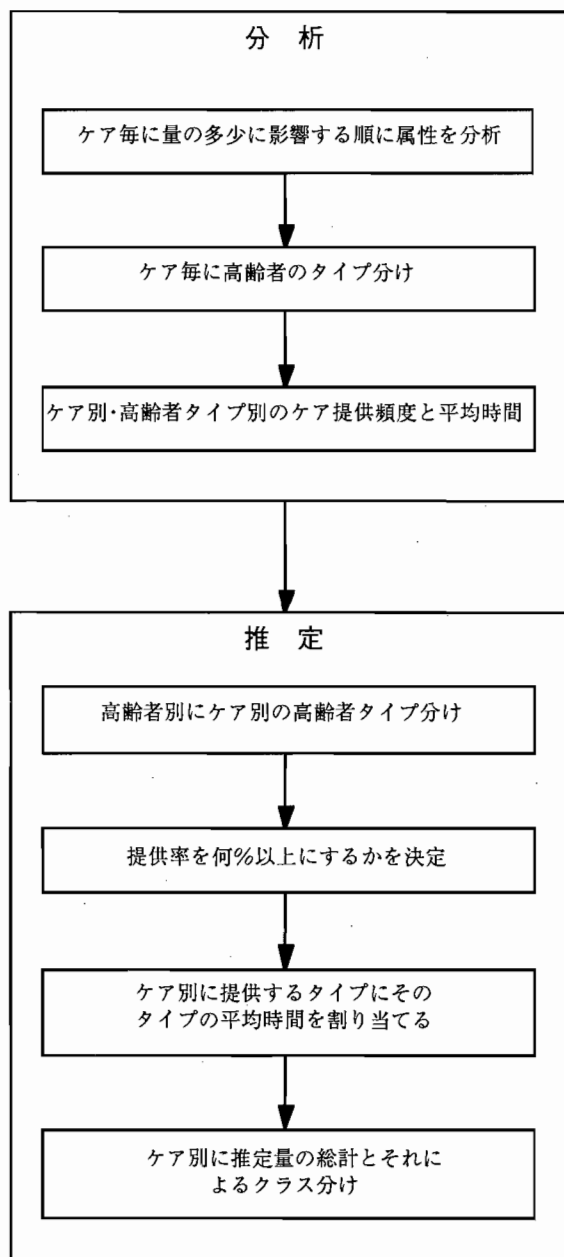 分　析
ケア毎に量の多少に影響する順に属性を分析
ケア毎に高齢者のタイプ分け
ケア別・高齢者タイプ別のケア提供頻度と平均時間
推　定
高齢者別にケア別の高齢者タイプ分け
提供率を何%以上にするかを決定
ケア別に提供するタイプにその
タイプの平均時間を割り当てる
ケア別に推定量の総計とそれに
よるクラス分け